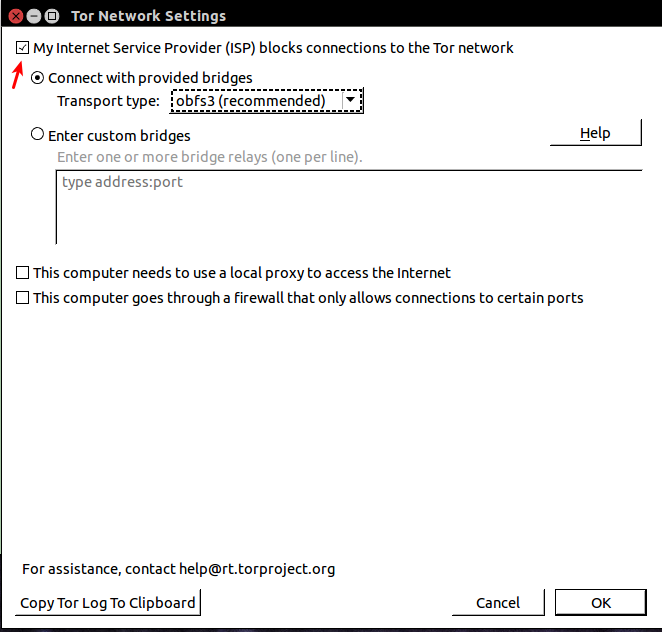 Tor Network Settings
My Internet Service Provider (ISP) blocks connections to the Tor network
Connect with provided bridges
Transport type: obfs3 (recommended)
Enter custom bridges
Help
Enter one or more bridge relays (one per line).
type address:port
This computer needs to use a local proxy to access the Internet
This computer goes through a firewall that only allows connections to certain ports
For assistance, contact help@rt.torproject.org
Copy Tor Log To Clipboard Cancel OK